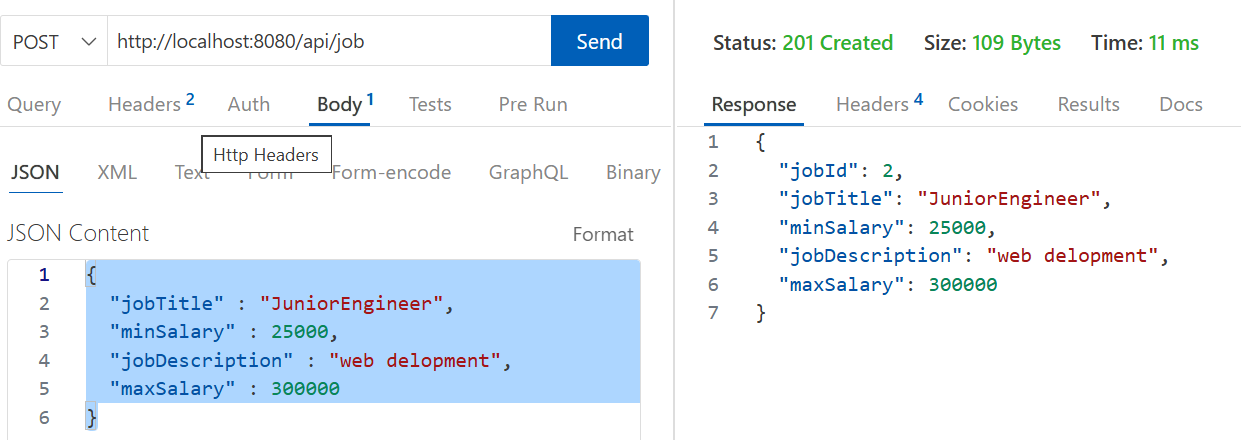 POST http://localhost:8080/api/job Send
Query Headers 2 Auth Body 1 Tests Pre Run
Http Headers
JSON XML Text Form Form-encode GraphQL Binary
JSON Content Format
1 {
2 "jobTitle" : "JuniorEngineer",
3 "minSalary" : 25000,
4 "jobDescription" : "web delopment",
5 "maxSalary" : 300000
6 }
Status: 201 Created Size: 109 Bytes Time: 11 ms
Response Headers 4 Cookies Results Docs
1 {
2 "jobId": 2,
3 "jobTitle": "JuniorEngineer",
4 "minSalary": 25000,
5 "jobDescription": "web delopment",
6 "maxSalary": 300000
7 }